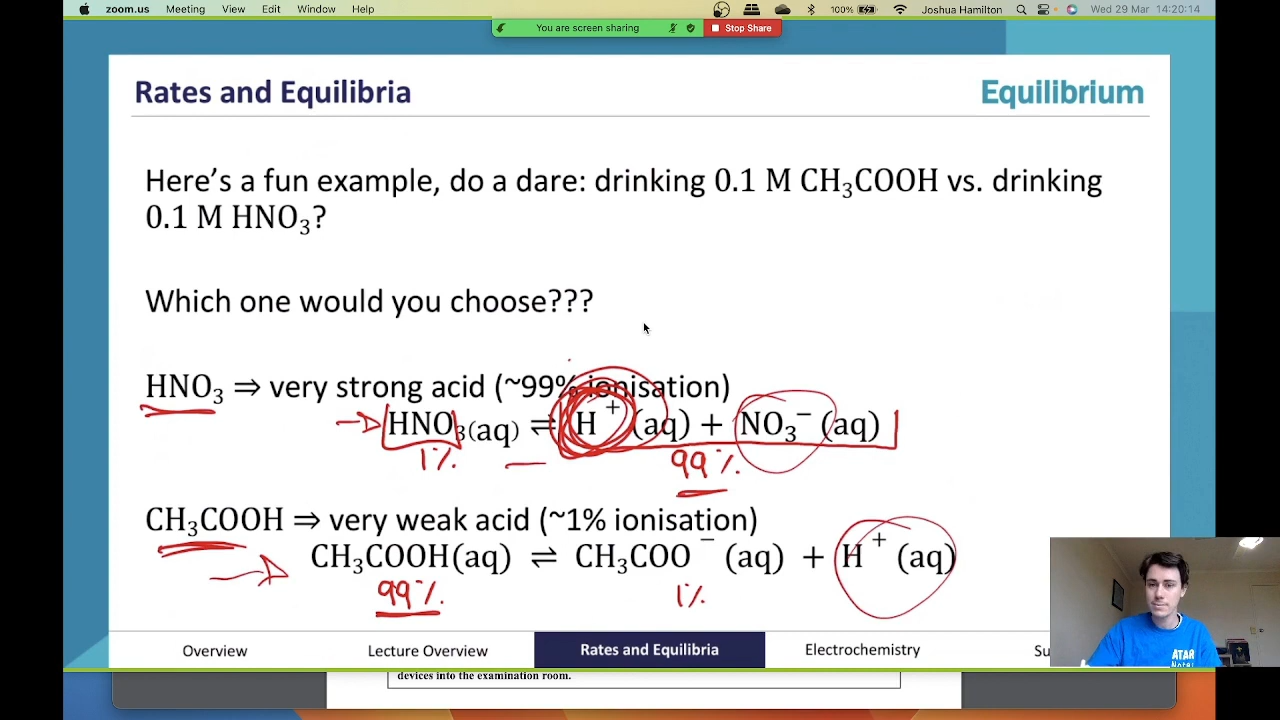 zoom.us Meeting View Edit Window Help 100% Joshua Hamilton Wed 29 Mar 14:20:14
You are screen sharing Stop Share
Rates and Equilibria Equilibrium
Here's a fun example, do a dare: drinking 0.1 M CH₃COOH vs. drinking
0.1 M HNO₃?
Which one would you choose???
HNO₃ ⇒ very strong acid (~99% ionisation)
HNO₃(aq) ⇌ H⁺(aq) + NO₃⁻(aq)
1% 99%
CH₃COOH ⇒ very weak acid (~1% ionisation)
CH₃COOH(aq) ⇌ CH₃COO⁻(aq) + H⁺(aq)
99% 1%
Overview Lecture Overview Rates and Equilibria Electrochemistry Su
ATAR
Notes
devices into the examination room.